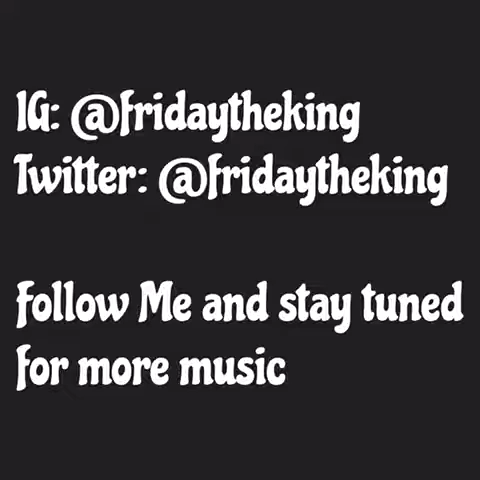 IG: @fridaytheking
Twitter: @fridaytheking
Follow Me and stay tuned
for more music